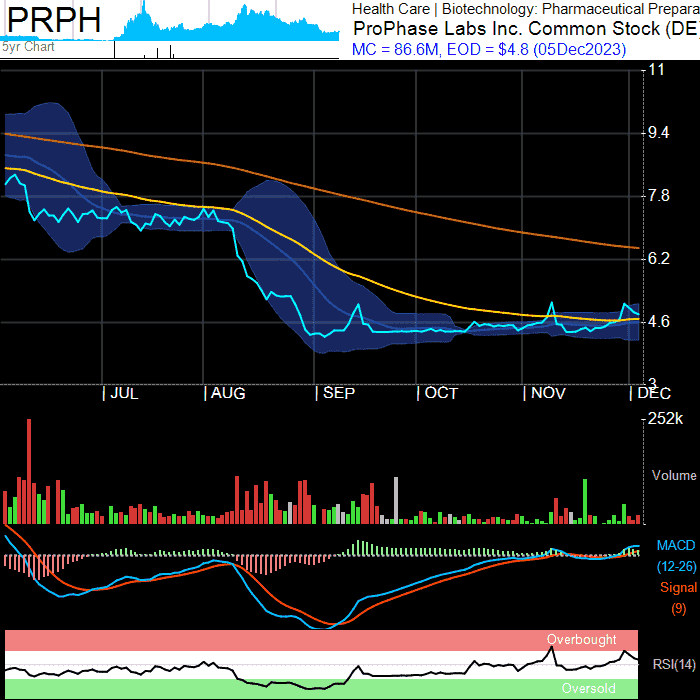 PRPH
5yr Chart
Health Care | Biotechnology: Pharmaceutical Prepara
ProPhase Labs Inc. Common Stock (DE
MC = 86.6M, EOD = $4.8 (05Dec2023)
11
9.4
7.8
6.2
4.6
3
JUL
AUG
SEP
OCT
NOV
DEC
252k
Volume
MACD
(12-26)
Signal
(9)
Overbought
RSI(14)
Oversold